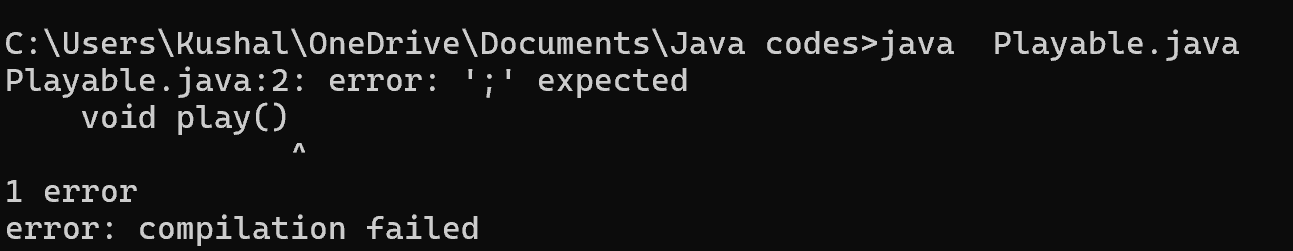 C:\Users\Kushal\OneDrive\Documents\Java codes>java  Playable.java
Playable.java:2: error: ';' expected
    void play()
               ^
1 error
error: compilation failed